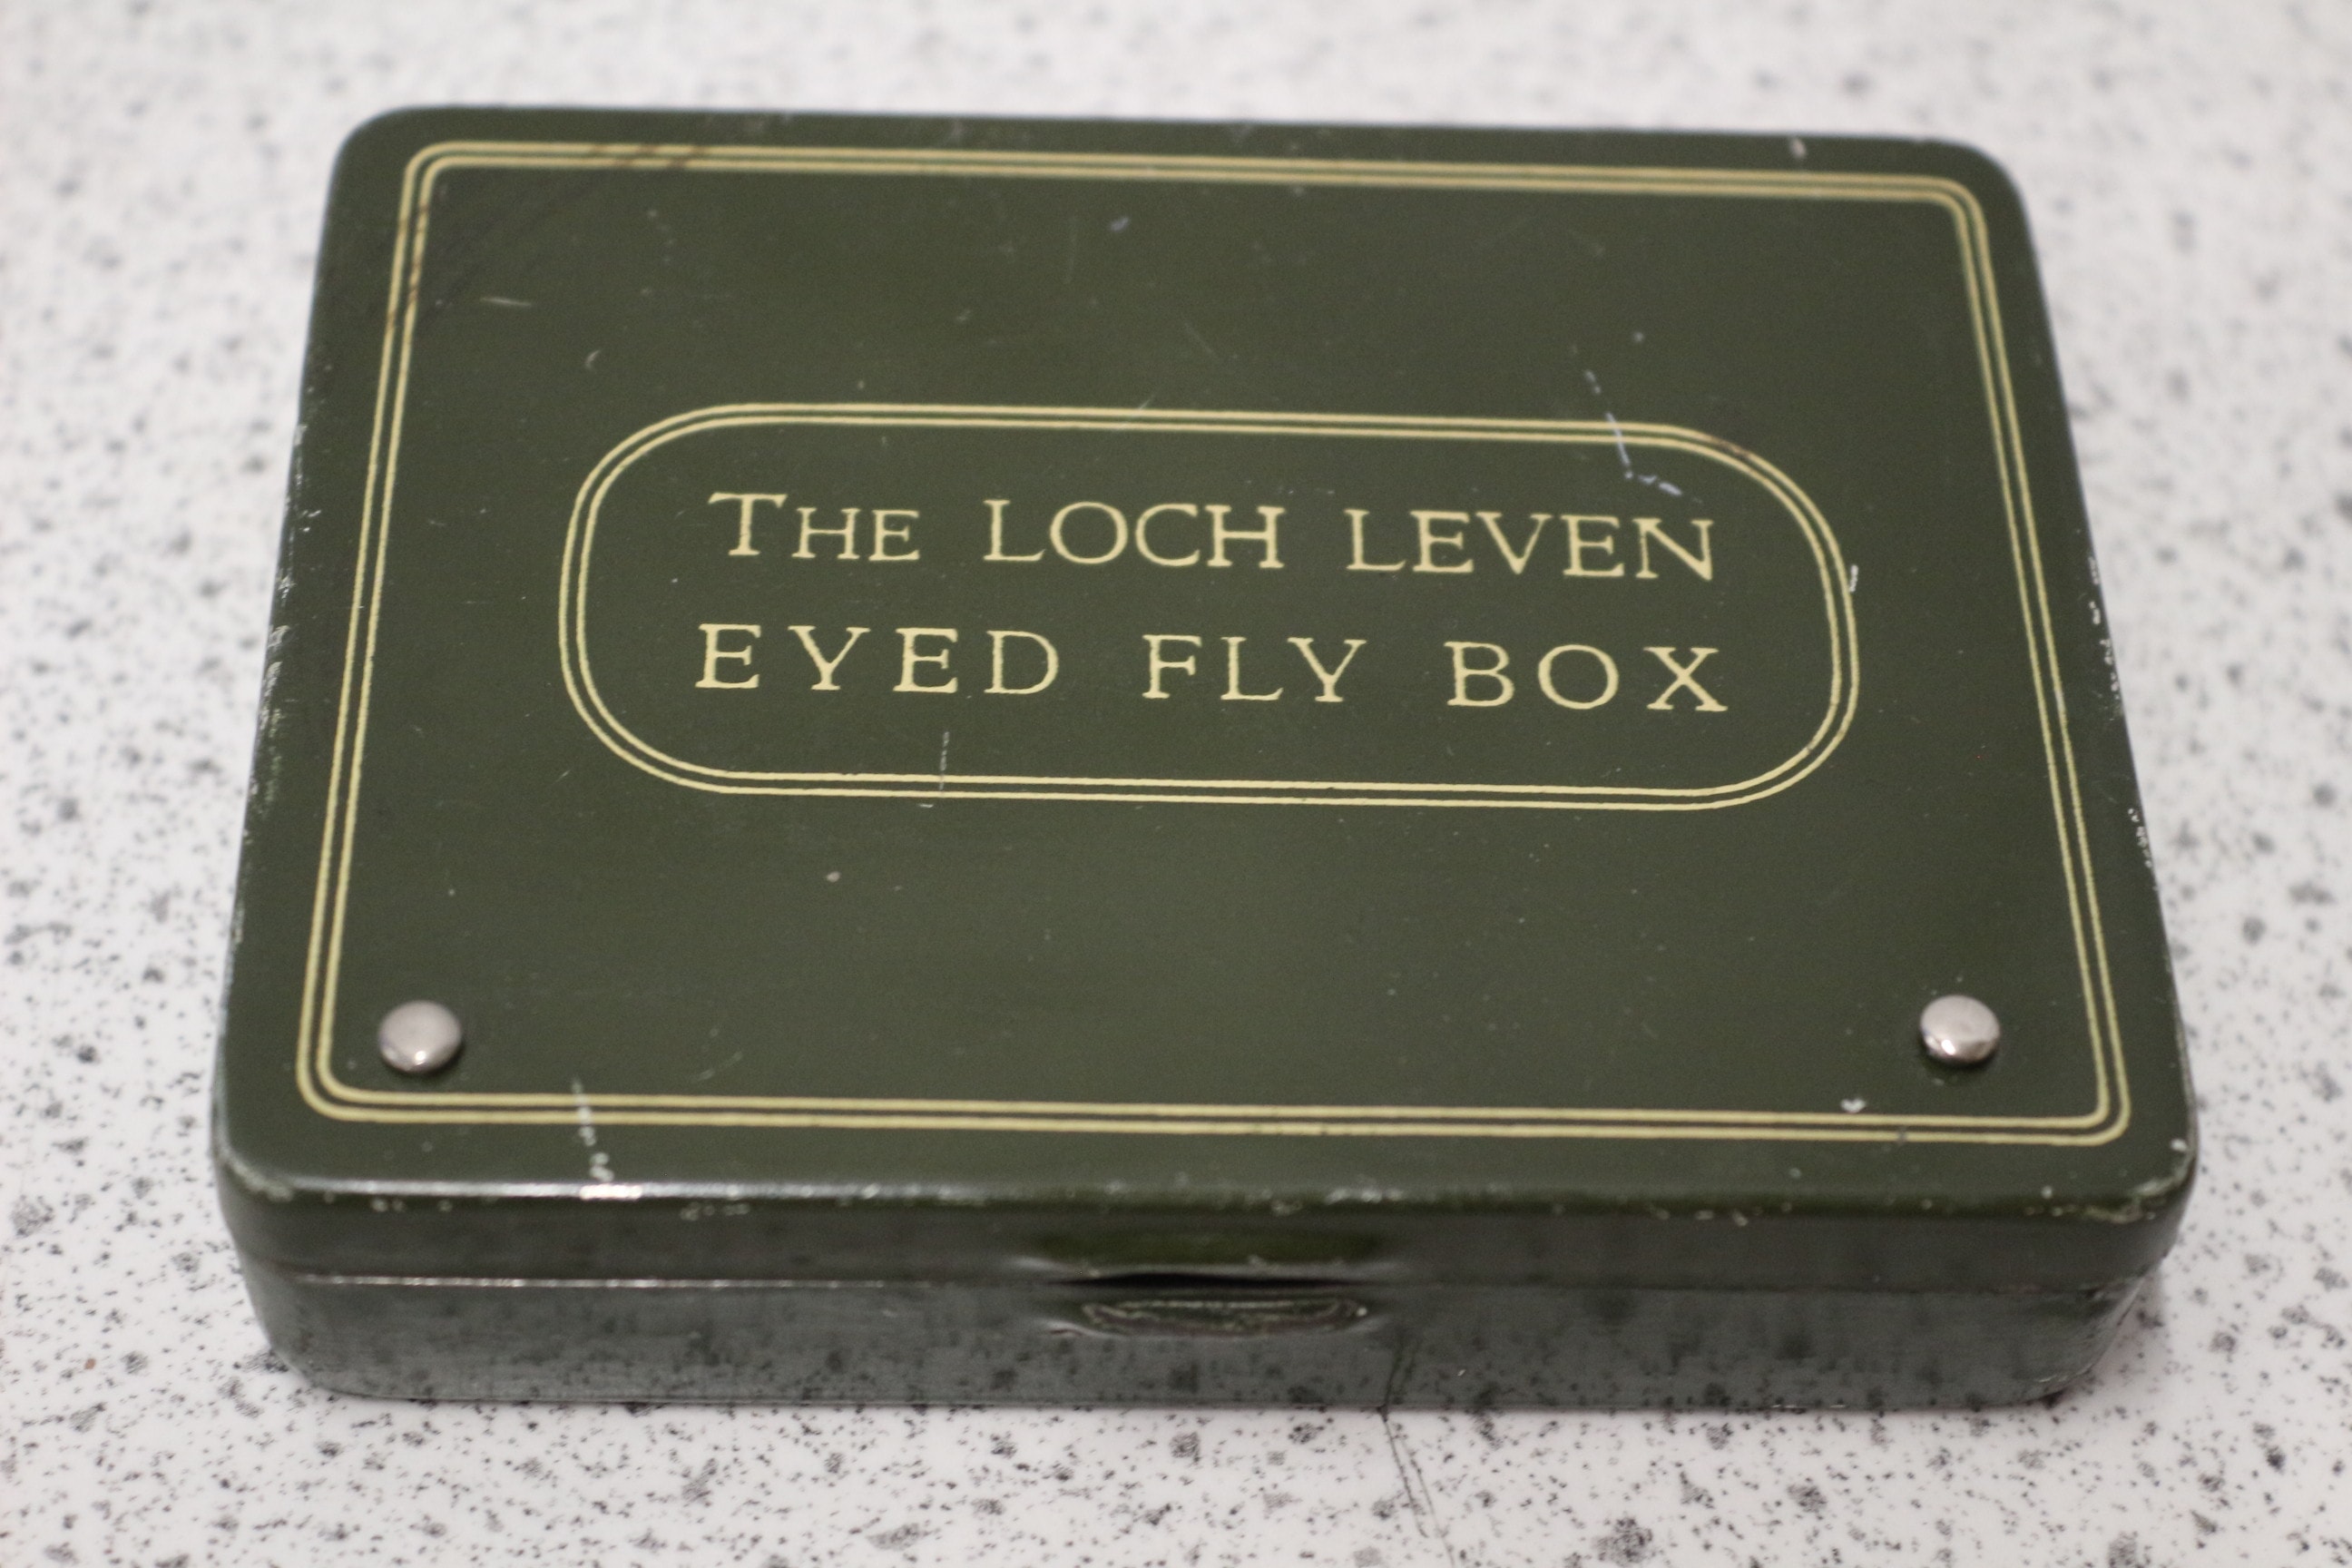 THE LOCH LEVEN
EYED FLY BOX